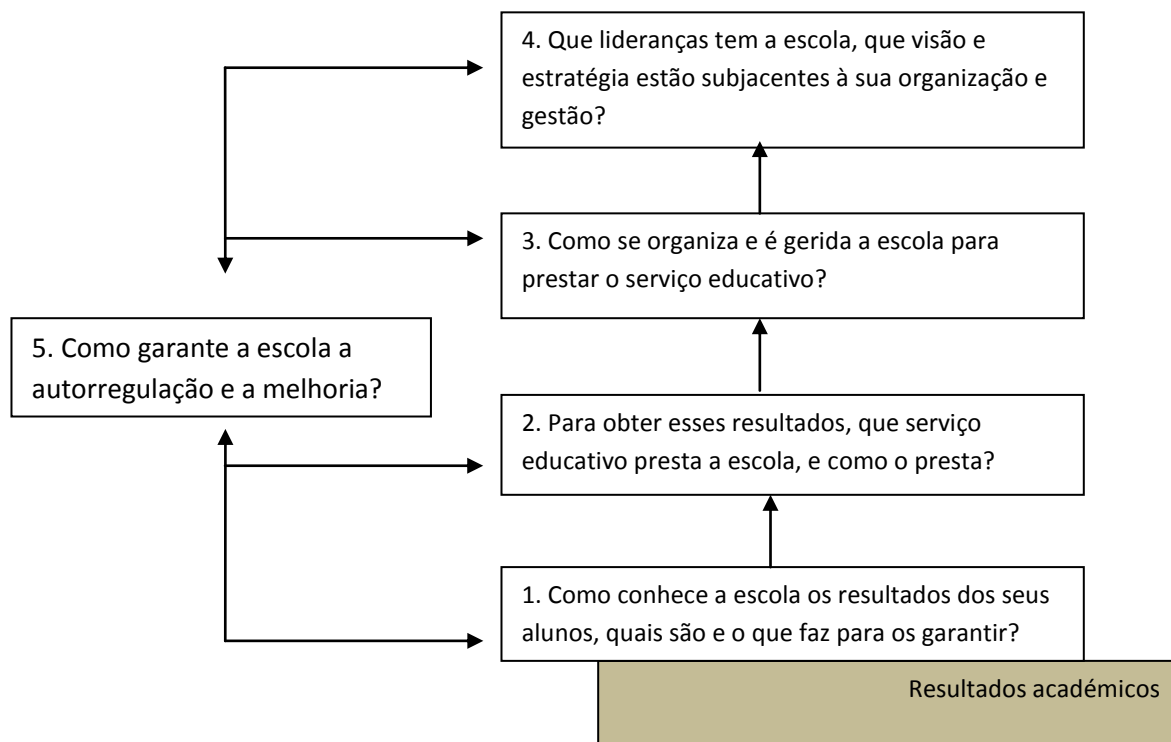 4. Que lideranças tem a escola, que visão e
estratégia estão subjacentes à sua organização e
gestão?
3. Como se organiza e é gerida a escola para
prestar o serviço educativo?
5. Como garante a escola a
autorregulação e a melhoria?
2. Para obter esses resultados, que serviço
educativo presta a escola, e como o presta?
1. Como conhece a escola os resultados dos seus
alunos, quais são e o que faz para os garantir?
Resultados académicos